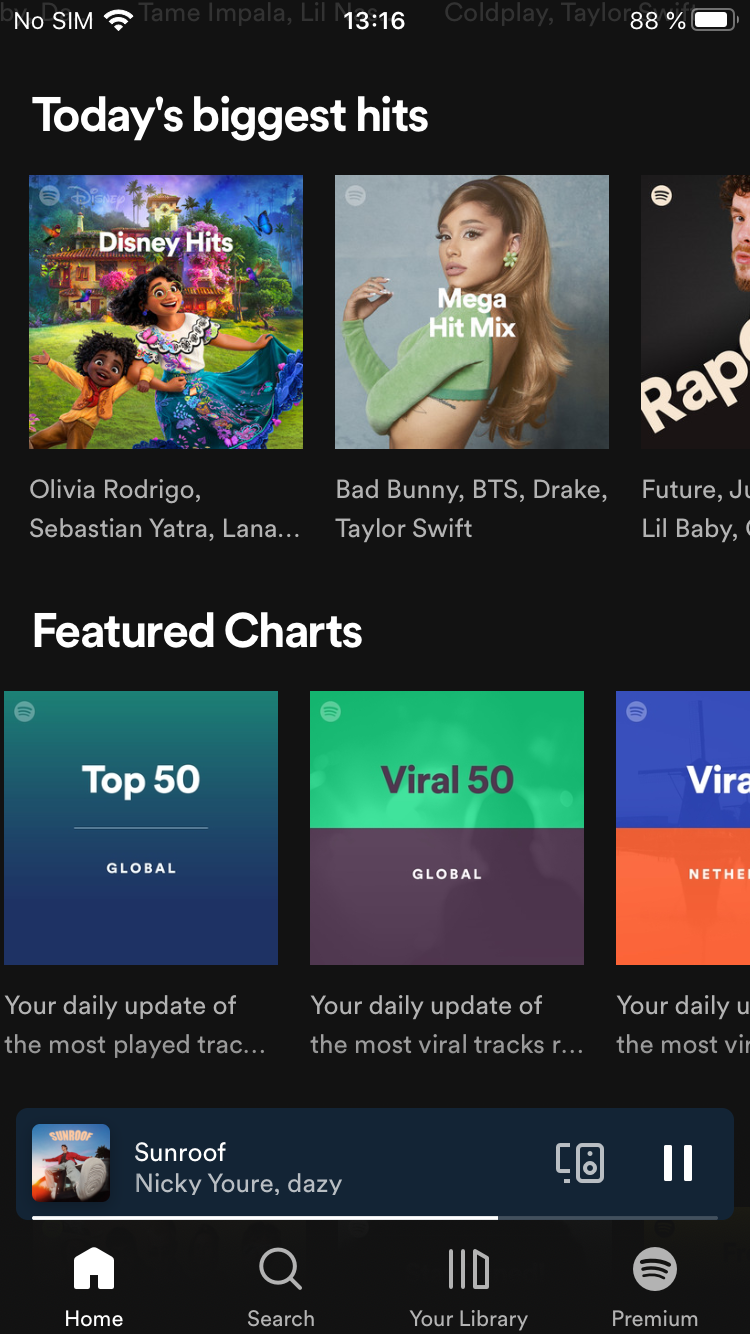 Tame Impala, Lil Nas
Coldplay, Taylor Swift
No SIM
13:16
88 %
Today's biggest hits
Disney
Disney Hits
Mega
Hit Mix
Rap
Olivia Rodrigo,
Sebastian Yatra, Lana…
Bad Bunny, BTS, Drake,
Taylor Swift
Future, Ju
Lil Baby,
Featured Charts
Top 50
GLOBAL
Viral 50
GLOBAL
Vira
NETHE
Your daily update of
the most played trac…
Your daily update of
the most viral tracks r…
Your daily u
the most vir
SUNROOF
Sunroof
Nicky Youre, dazy
Home
Search
Your Library
Premium